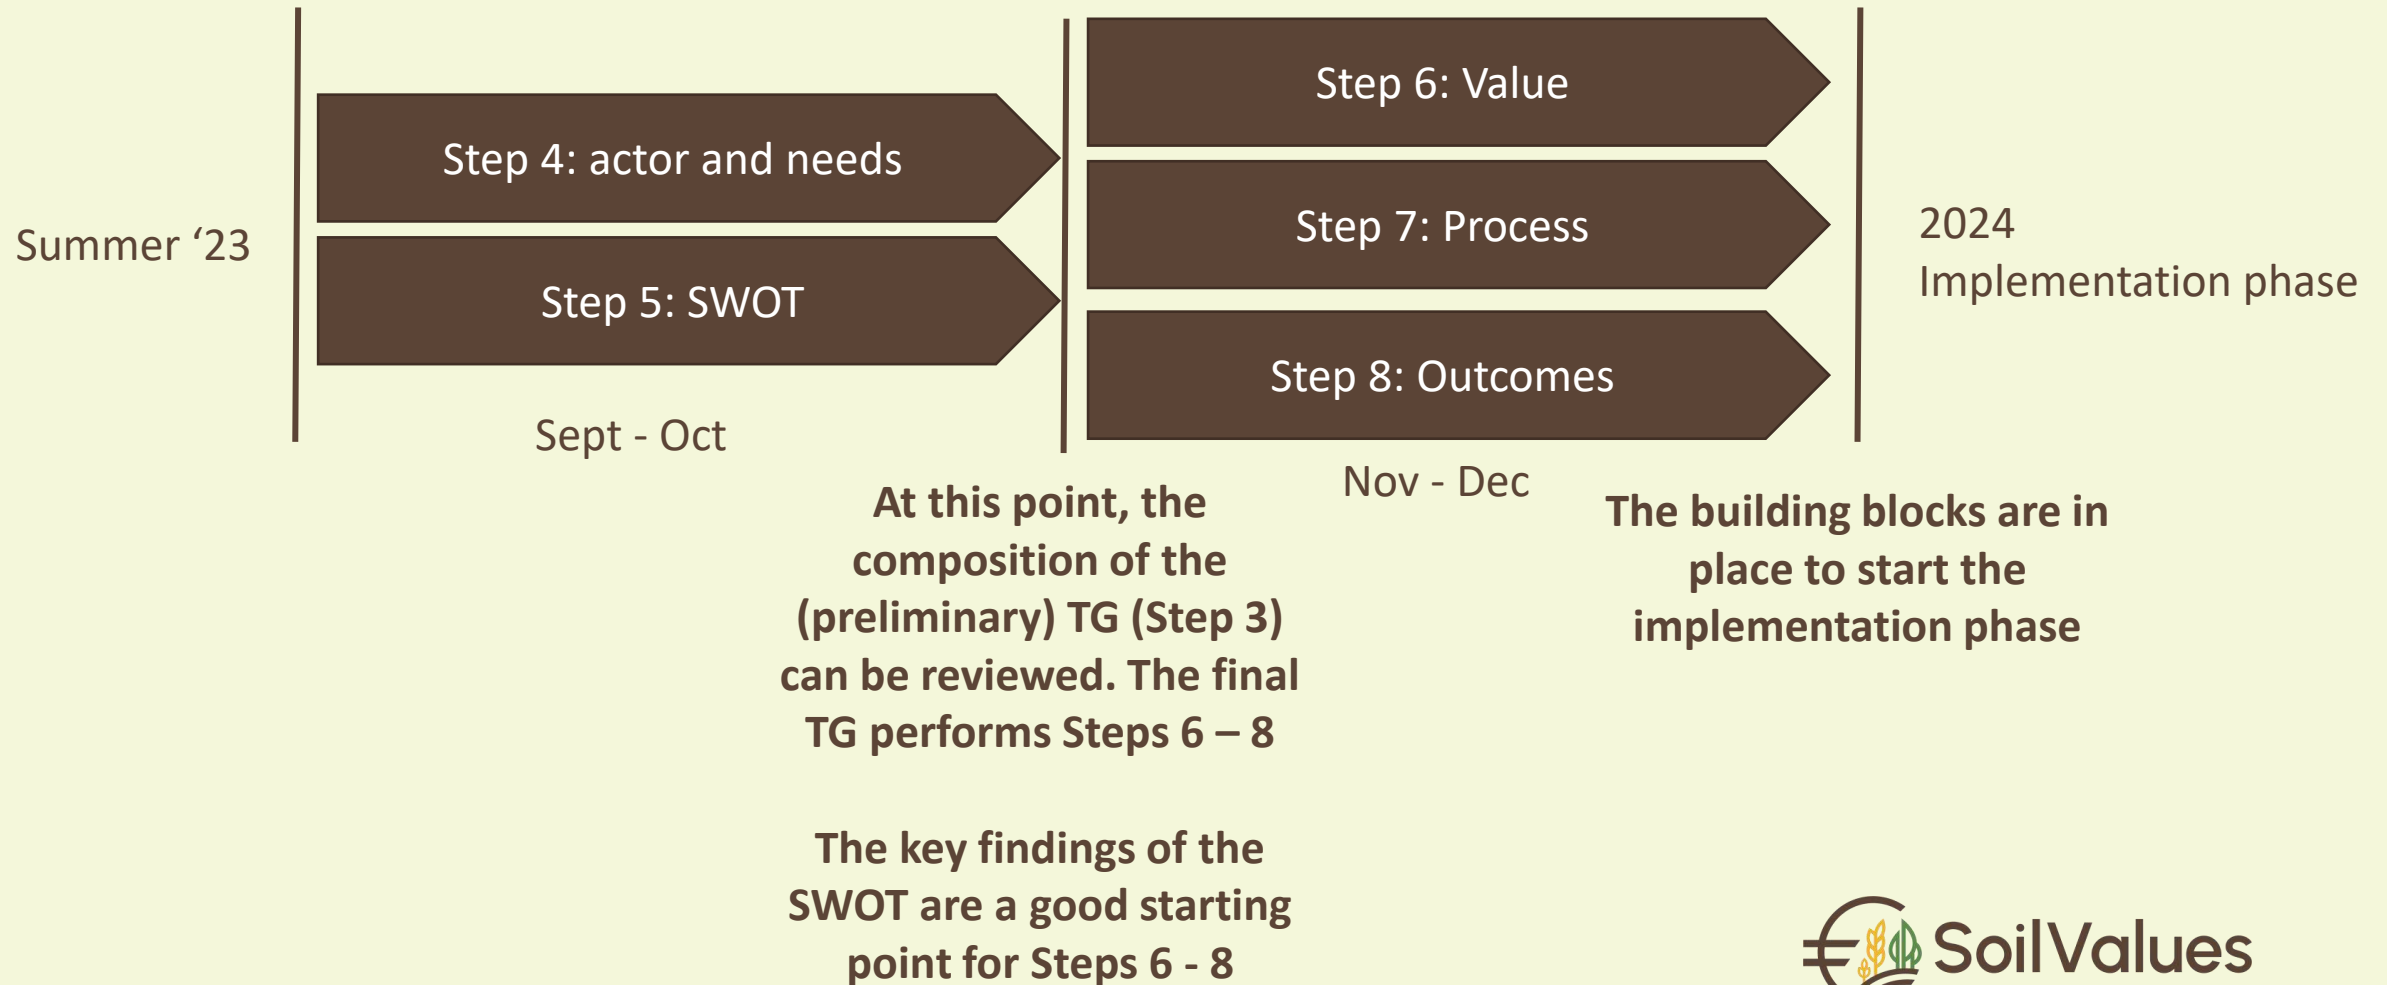 Summer ‘23
Step 4: actor and needs
Step 5: SWOT
Sept - Oct
Step 6: Value
Step 7: Process
Step 8: Outcomes
Nov - Dec
2024
Implementation phase
At this point, the
composition of the
(preliminary) TG (Step 3)
can be reviewed. The final
TG performs Steps 6 – 8
The key findings of the
SWOT are a good starting
point for Steps 6 - 8
The building blocks are in
place to start the
implementation phase
SoilValues